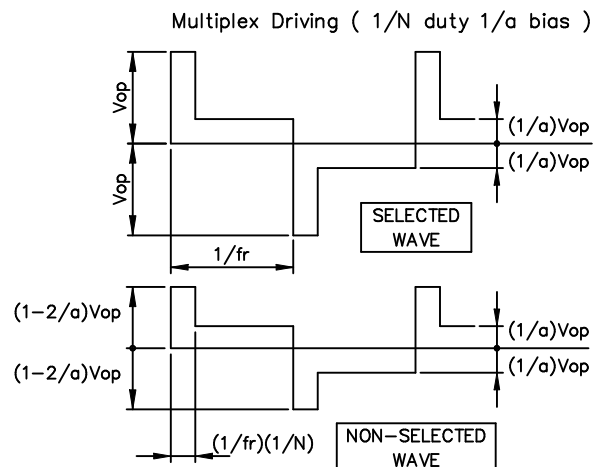 Multiplex Driving ( 1/N duty 1/a bias )
Vop
(1/a)Vop
(1/a)Vop
Vop
SELECTED
WAVE
1/fr
(1-2/a)Vop
(1/a)Vop
(1/a)Vop
(1-2/a)Vop
(1/fr)(1/N)
NON-SELECTED
WAVE